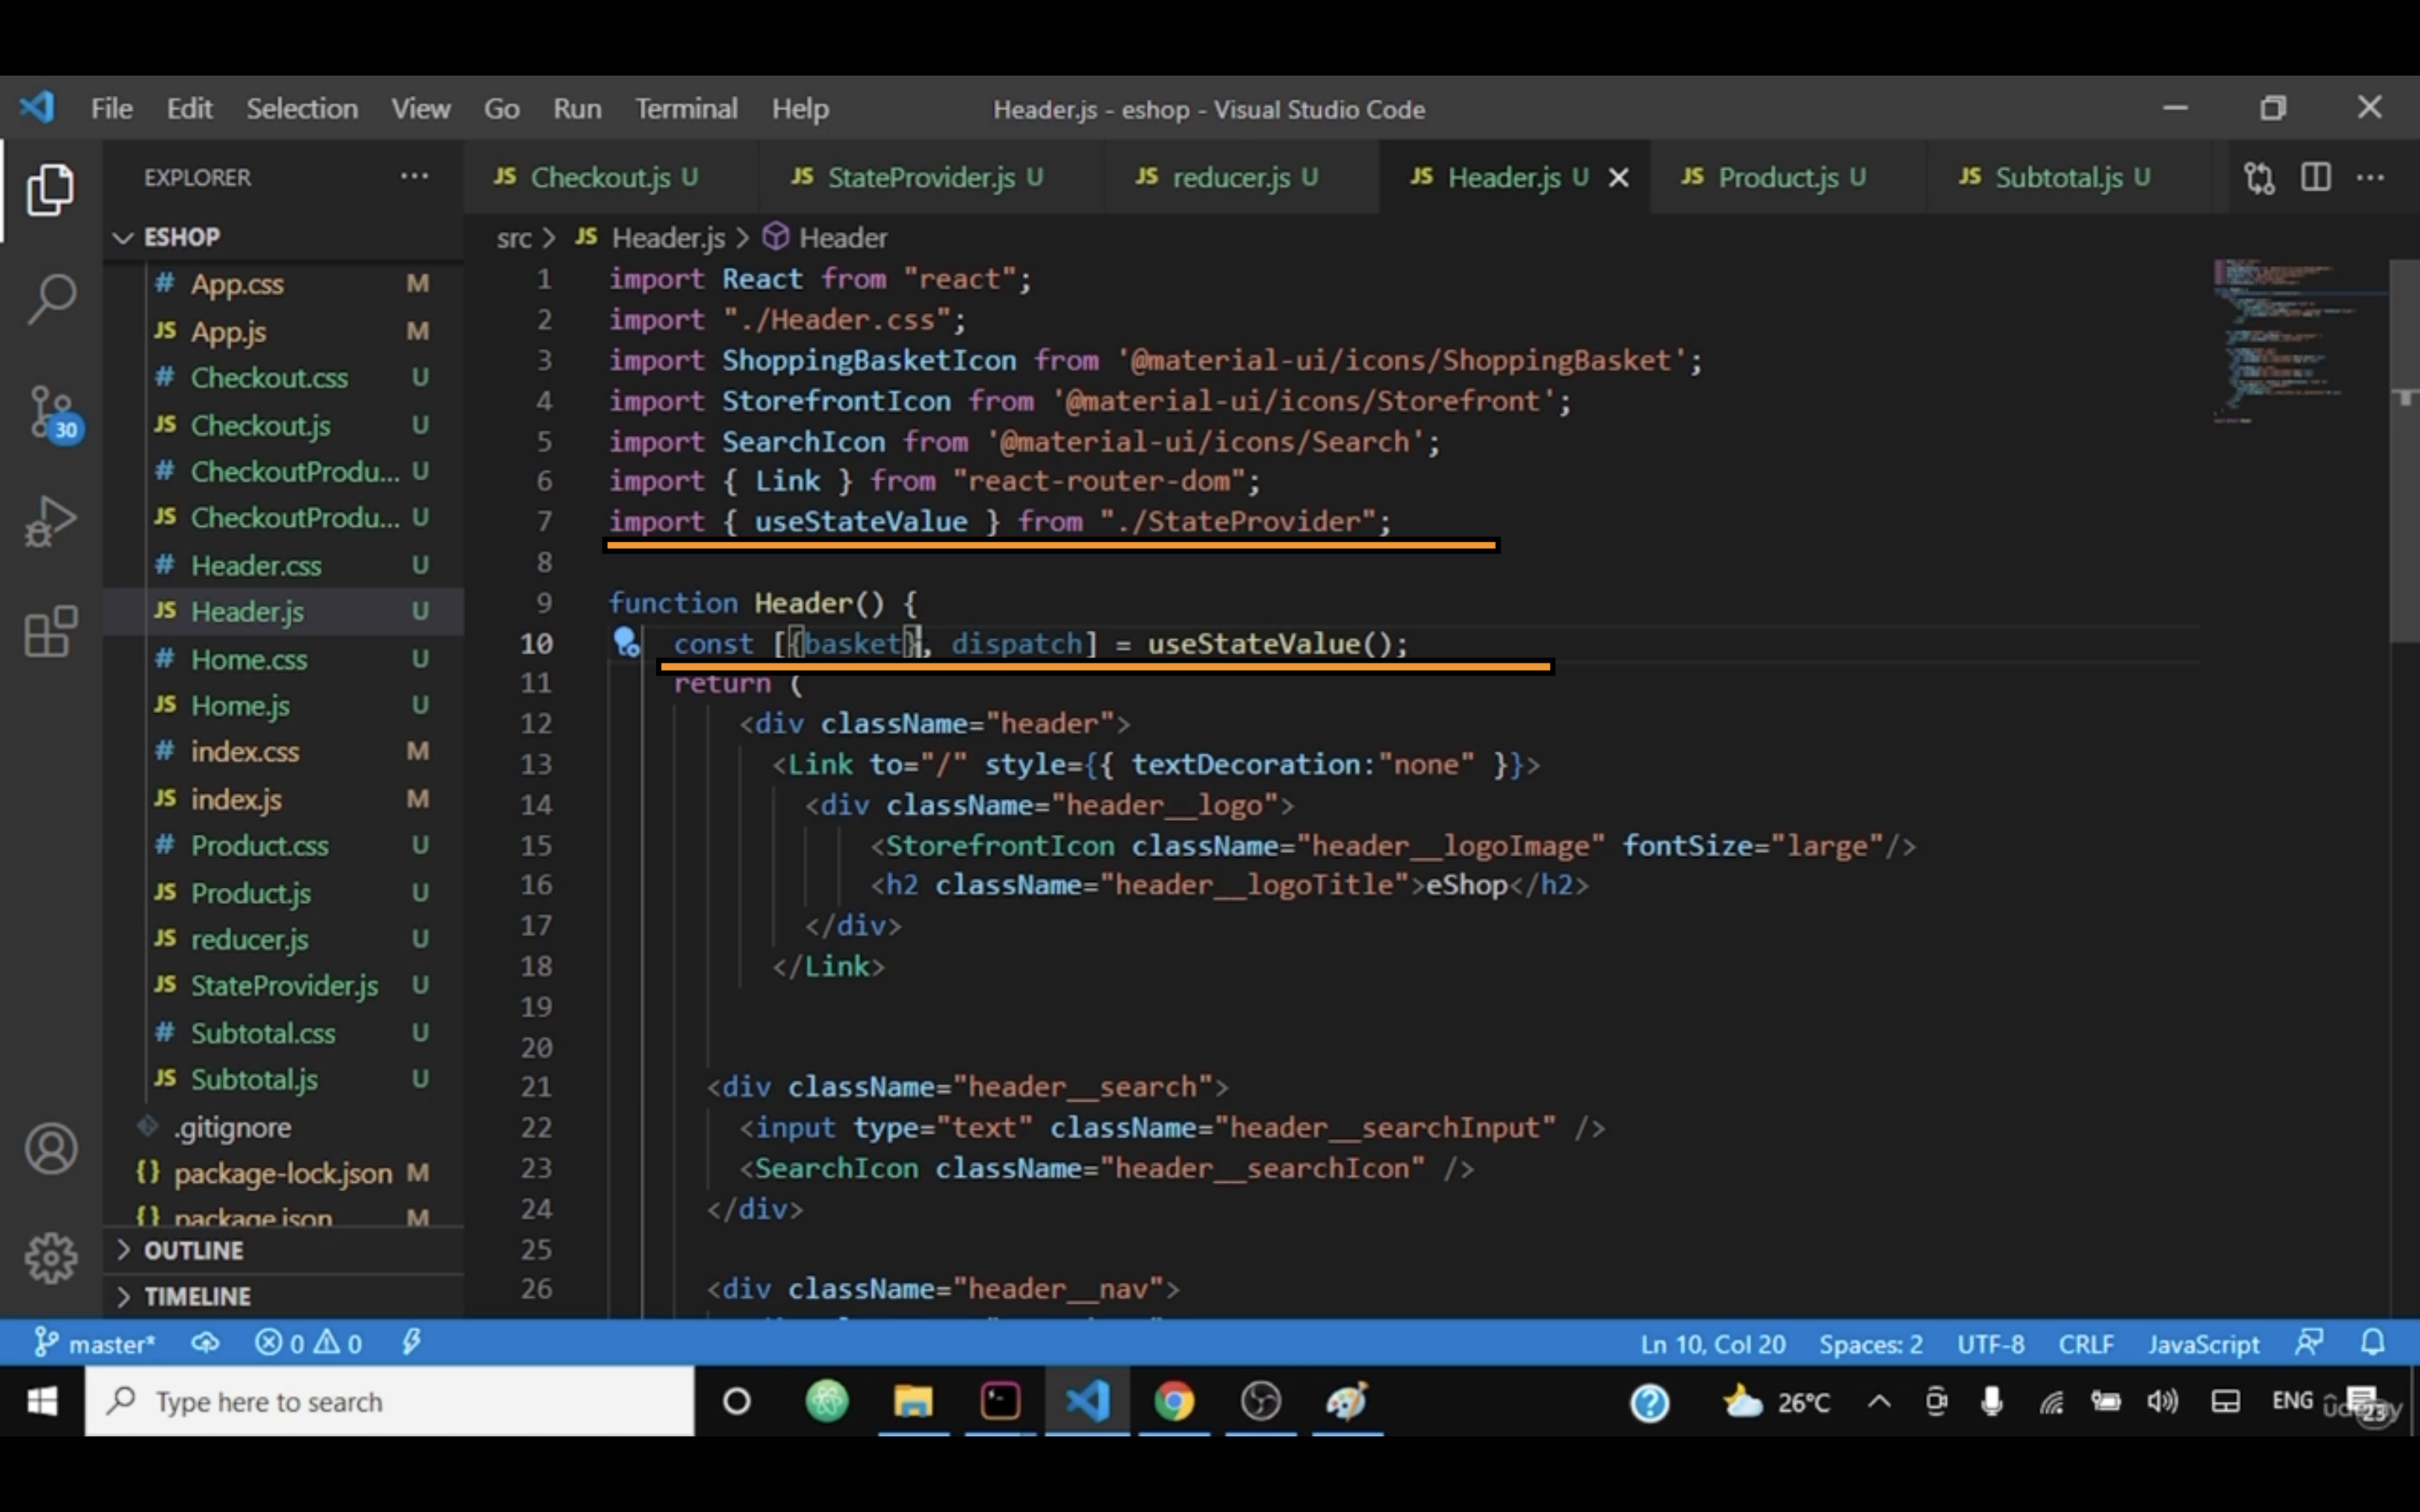 File Edit Selection View Go Run Terminal Help Header.js - eshop - Visual Studio Code
EXPLORER
ESHOP
# App.css M
JS App.js M
# Checkout.css U
JS Checkout.js U
# CheckoutProdu... U
JS CheckoutProdu... U
# Header.css U
JS Header.js U
# Home.css U
JS Home.js U
# index.css M
JS index.js M
# Product.css U
JS Product.js U
JS reducer.js U
JS StateProvider.js U
# Subtotal.css U
JS Subtotal.js U
.gitignore
{} package-lock.json M
{} package.json M
OUTLINE
TIMELINE
30
JS Checkout.js U JS StateProvider.js U JS reducer.js U JS Header.js U JS Product.js U JS Subtotal.js U
src > JS Header.js > Header
1 import React from "react";
2 import "./Header.css";
3 import ShoppingBasketIcon from '@material-ui/icons/ShoppingBasket';
4 import StorefrontIcon from '@material-ui/icons/Storefront';
5 import SearchIcon from '@material-ui/icons/Search';
6 import { Link } from "react-router-dom";
7 import { useStateValue } from "./StateProvider";
8
9 function Header() {
10 const [{basket}, dispatch] = useStateValue();
11 return (
12 <div className="header">
13 <Link to="/" style={{ textDecoration:"none" }}>
14 <div className="header__logo">
15 <StorefrontIcon className="header__logoImage" fontSize="large"/>
16 <h2 className="header__logoTitle">eShop</h2>
17 </div>
18 </Link>
19
20
21 <div className="header__search">
22 <input type="text" className="header__searchInput" />
23 <SearchIcon className="header__searchIcon" />
24 </div>
25
26 <div className="header__nav">
master* 0 0 Ln 10, Col 20 Spaces: 2 UTF-8 CRLF JavaScript
Type here to search 26°C ENG 23